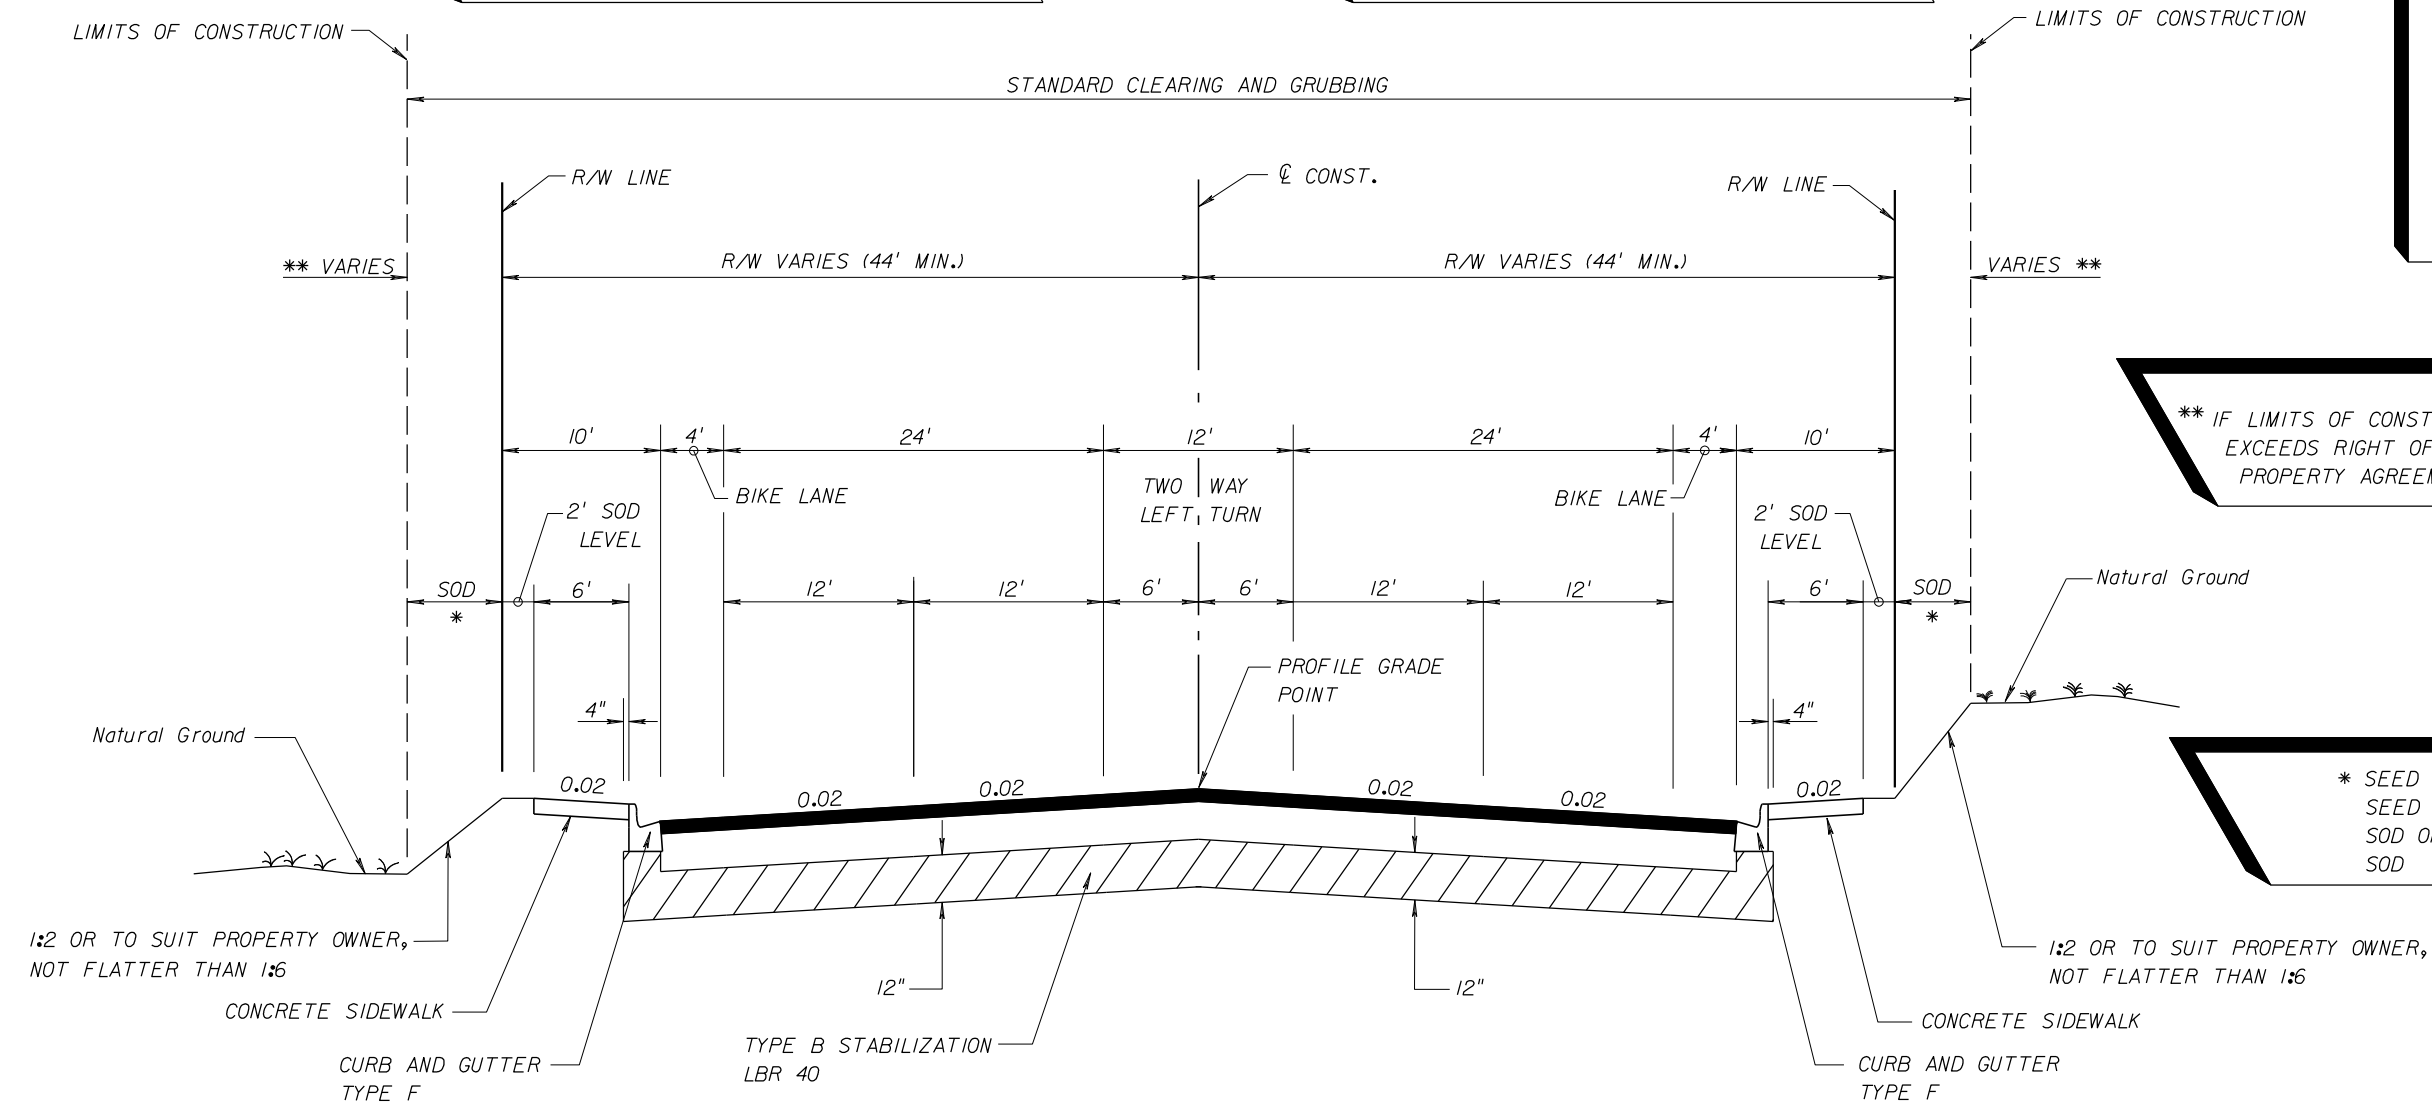 LIMITS OF CONSTRUCTION
LIMITS OF CONSTRUCTION
STANDARD CLEARING AND GRUBBING
R/W LINE
℄ CONST.
R/W LINE
** VARIES
R/W VARIES (44' MIN.)
R/W VARIES (44' MIN.)
VARIES **
10'
4'
24'
12'
24'
4'
10'
** IF LIMITS OF CONST
EXCEEDS RIGHT OF
PROPERTY AGREEM
BIKE LANE
TWO WAY
LEFT TURN
BIKE LANE
2' SOD
LEVEL
2' SOD
LEVEL
SOD
*
6'
12'
12'
6'
6'
12'
12'
6'
SOD
*
Natural Ground
PROFILE GRADE
POINT
4"
4"
Natural Ground
0.02
0.02
0.02
0.02
0.02
0.02
* SEED
SEED
SOD O
SOD
1:2 OR TO SUIT PROPERTY OWNER,
NOT FLATTER THAN 1:6
1:2 OR TO SUIT PROPERTY OWNER,
NOT FLATTER THAN 1:6
12"
12"
CONCRETE SIDEWALK
CONCRETE SIDEWALK
TYPE B STABILIZATION
LBR 40
CURB AND GUTTER
TYPE F
CURB AND GUTTER
TYPE F